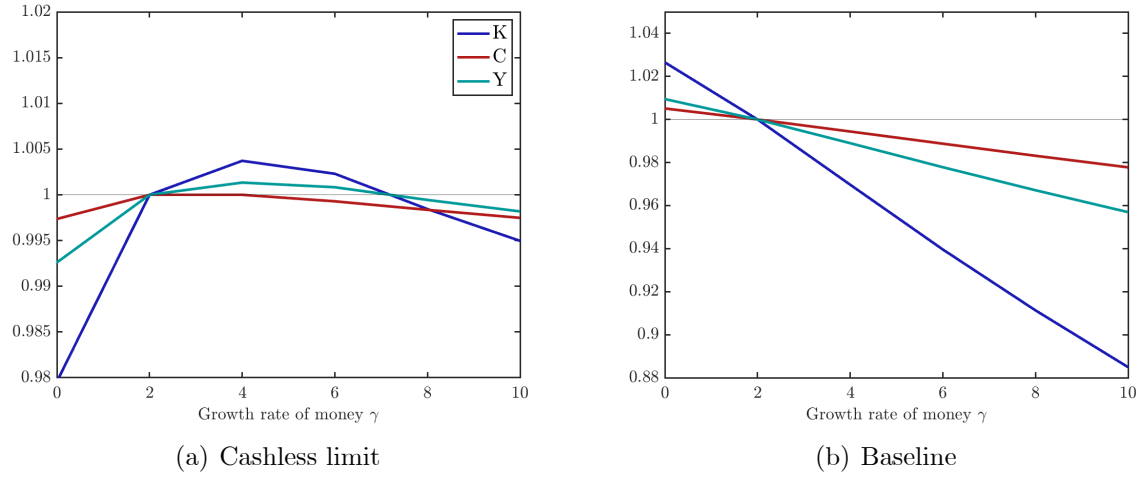 1.02
1.015
1.01
1.005
1
0.995
0.99
0.985
0.98
K
C
Y
0 2 4 6 8 10
Growth rate of money γ
(a) Cashless limit
1.04
1.02
1
0.98
0.96
0.94
0.92
0.9
0.88
0 2 4 6 8 10
Growth rate of money γ
(b) Baseline